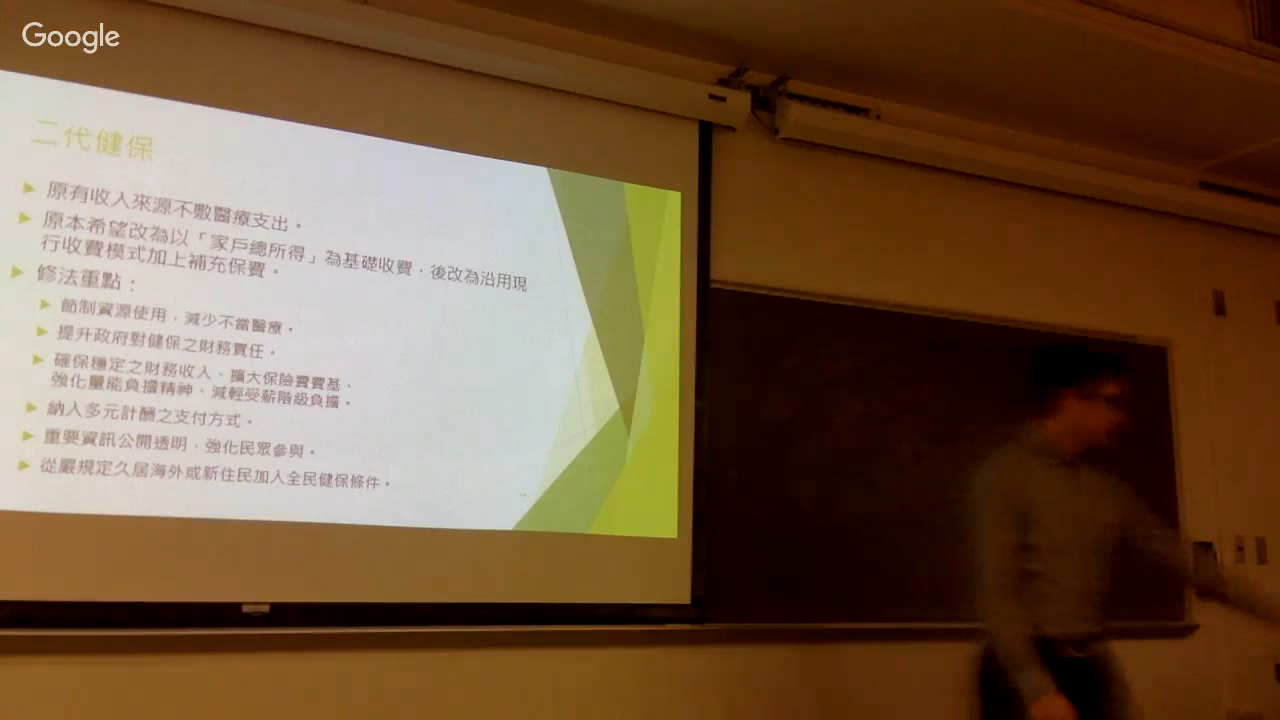 Google
二代健保
原有收入來源不敷醫療支出。
原本希望改為以「家戶總所得」為基礎收費，後改為沿用現
行收費模式加上補充保費。
修法重點：
節制資源使用，減少不當醫療。
提升政府對健保之財務責任。
確保穩定之財務收入、擴大保險費費基、
強化量能負擔精神、減輕受薪階級負擔。
納入多元計酬之支付方式。
重要資訊公開透明，強化民眾參與。
從嚴規定久居海外或新住民加入全民健保條件。